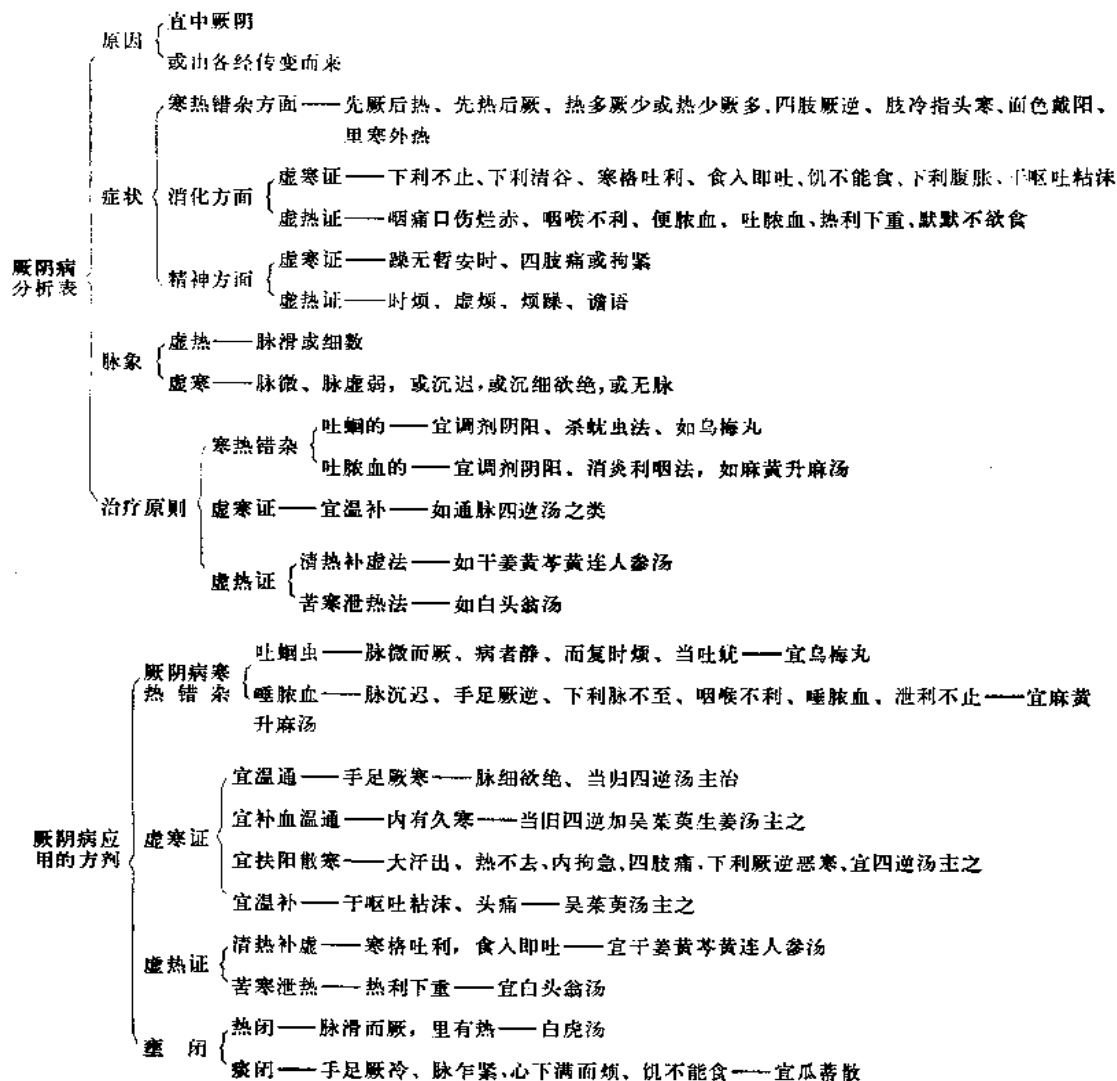 原因
宜中厥阴
或由各经传变而来
寒热错杂方面——先厥后热、先热后厥、热多厥少或热少厥多、四肢厥逆、肢冷指头寒、面色戴阳、
里寒外热
症状
消化方面
虚寒证——下利不止、下利清谷、寒格吐利、食入即吐、饥不能食、下利腹胀、干呕吐粘沫
虚热证——咽痛口伤烂赤、咽喉不利、便脓血、吐脓血、热利下重、默默不欲食
厥阴病
分析表
精神方面
虚寒证——躁无暂安时、四肢痛或拘紧
虚热证——时烦、虚烦、烦躁、谵语
脉象
虚热——脉滑或细数
虚寒——脉微、脉虚弱，或沉迟，或沉细欲绝，或无脉
治疗原则
寒热错杂
吐蛔的——宜调剂阴阳、杀蚘虫法、如乌梅丸
吐脓血的——宜调剂阴阳、消炎利咽法，如麻黄升麻汤
虚寒证——宜温补——如通脉四逆汤之类
虚热证
清热补虚法——如干姜黄芩黄连人参汤
苦寒泄热法——如白头翁汤
厥阴病寒
热错杂
吐蛔虫——脉微而厥、病者静、而复时烦、当吐蚘——宜乌梅丸
唾脓血——脉沉迟、手足厥逆、下利脉不至、咽喉不利、唾脓血、泄利不止——宜麻黄
升麻汤
厥阴病应
用的方剂
虚寒证
宜温通——手足厥寒——脉细欲绝、当归四逆汤主治
宜补血温通——内有久寒——当旧四逆加吴茱萸生姜汤主之
宜扶阳散寒——大汗出、热不去、内拘急、四肢痛、下利厥逆恶寒、宜四逆汤主之
宜温补——干呕吐粘沫、头痛——吴茱萸汤主之
虚热证
清热补虚——寒格吐利，食入即吐——宜干姜黄芩黄连人参汤
苦寒泄热——热利下重——宜白头翁汤
壅 闭
热闭——脉滑而厥，里有热——白虎汤
痰闭——手足厥冷、脉乍紧、心下满而烦、饥不能食——宜瓜蒂散